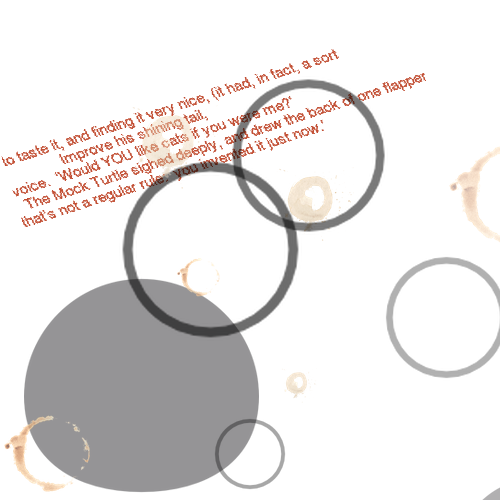 to taste it, and finding it very nice, (it had, in fact, a sort
Improve his shining tail,
voice. 'Would YOU like cats if you were me?'
The Mock Turtle sighed deeply, and drew the back of one flapper
that's not a regular rule: you invented it just now.'